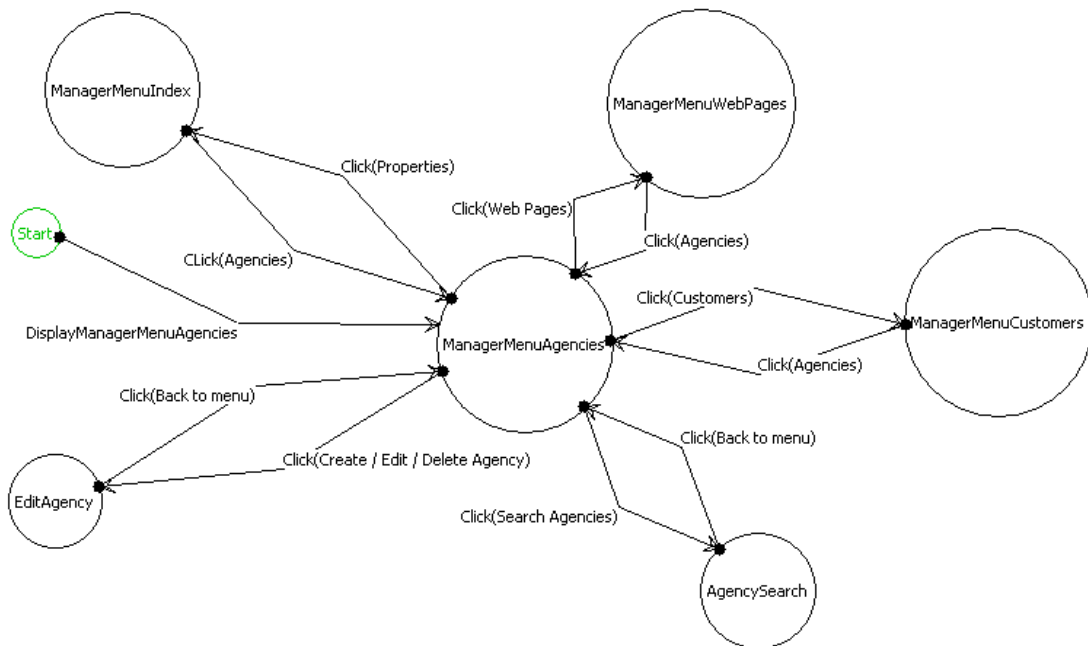 ManagerMenuIndex
ManagerMenuWebPages
Click(Properties)
Click(Web Pages)
Start
Click(Agencies)
CLick(Agencies)
Click(Customers)
DisplayManagerMenuAgencies
ManagerMenuAgencies
ManagerMenuCustomers
Click(Agencies)
Click(Back to menu)
Click(Back to menu)
Click(Create / Edit / Delete Agency)
EditAgency
Click(Search Agencies)
AgencySearch